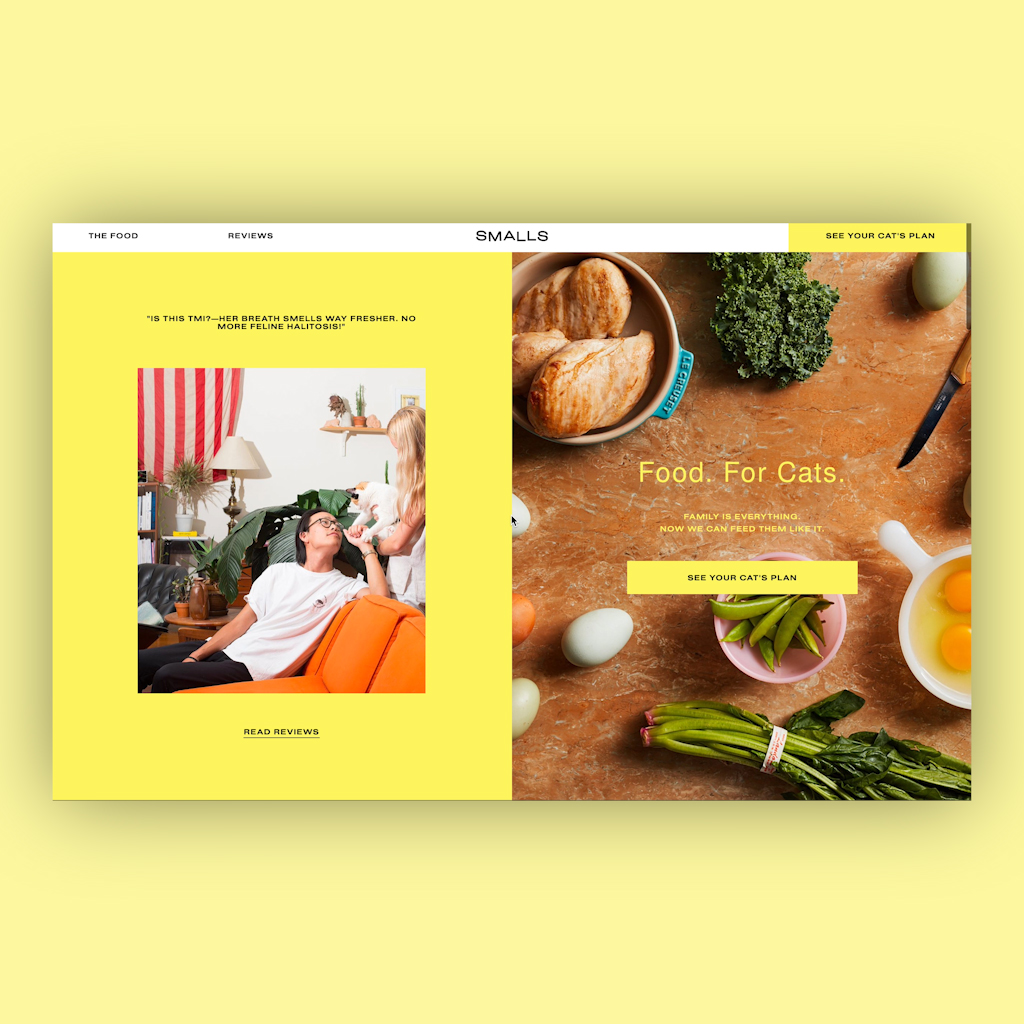 THE FOOD
REVIEWS
SMALLS
SEE YOUR CAT'S PLAN
"IS THIS TMI?—HER BREATH SMELLS WAY FRESHER. NO
MORE FELINE HALITOSIS!"
READ REVIEWS
LE CREUSET
Food. For Cats.
FAMILY IS EVERYTHING.
NOW WE CAN FEED THEM LIKE IT.
SEE YOUR CAT'S PLAN